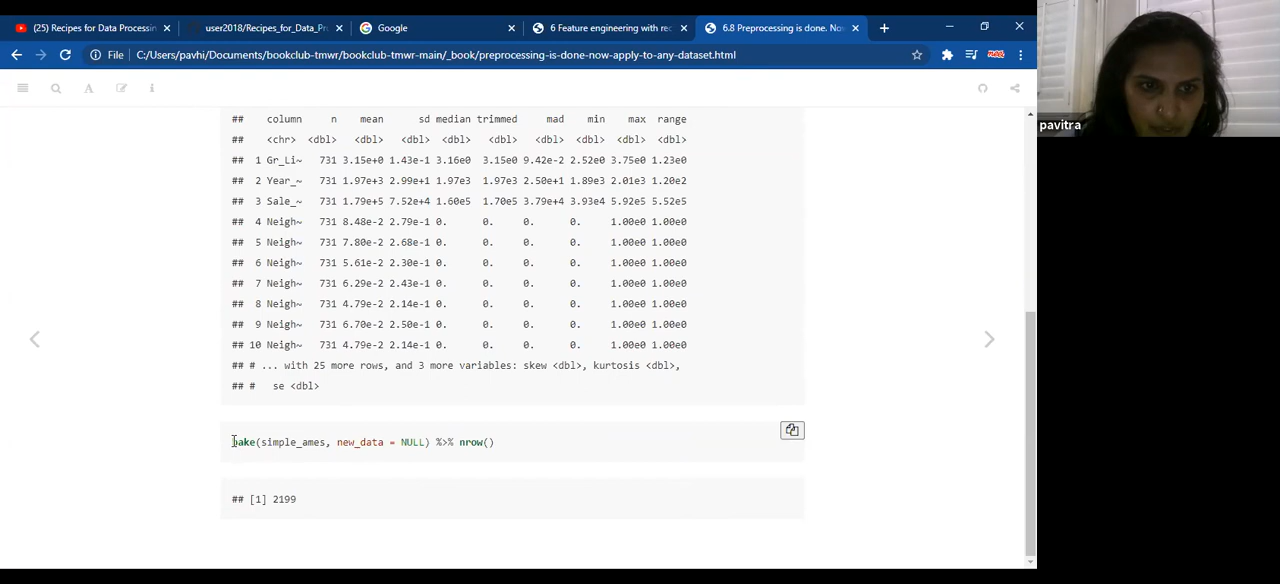 (25) Recipes for Data Processin
user2018/Recipes_for_Data_Pr
Google
6 Feature engineering with rec
6.8 Preprocessing is done. Nov
File
C:/Users/pavhi/Documents/bookclub-tmwr/bookclub-tmwr-main/_book/preprocessing-is-done-now-apply-to-any-dataset.html
pavitra
## column n mean sd median trimmed mad min max range
## <chr> <dbl> <dbl> <dbl> <dbl> <dbl> <dbl> <dbl> <dbl> <dbl>
## 1 Gr_Li~ 731 3.15e+0 1.43e-1 3.16e0 3.15e0 9.42e-2 2.52e0 3.75e0 1.23e0
## 2 Year_~ 731 1.97e+3 2.99e+1 1.97e3 1.97e3 2.50e+1 1.89e3 2.01e3 1.20e2
## 3 Sale_~ 731 1.79e+5 7.52e+4 1.60e5 1.70e5 3.79e+4 3.93e4 5.92e5 5.52e5
## 4 Neigh~ 731 8.48e-2 2.79e-1 0. 0. 0. 0. 1.00e0 1.00e0
## 5 Neigh~ 731 7.80e-2 2.68e-1 0. 0. 0. 0. 1.00e0 1.00e0
## 6 Neigh~ 731 5.61e-2 2.30e-1 0. 0. 0. 0. 1.00e0 1.00e0
## 7 Neigh~ 731 6.29e-2 2.43e-1 0. 0. 0. 0. 1.00e0 1.00e0
## 8 Neigh~ 731 4.79e-2 2.14e-1 0. 0. 0. 0. 1.00e0 1.00e0
## 9 Neigh~ 731 6.70e-2 2.50e-1 0. 0. 0. 0. 1.00e0 1.00e0
## 10 Neigh~ 731 4.79e-2 2.14e-1 0. 0. 0. 0. 1.00e0 1.00e0
## # ... with 25 more rows, and 3 more variables: skew <dbl>, kurtosis <dbl>,
## # se <dbl>
bake(simple_ames, new_data = NULL) %>% nrow()
## [1] 2199